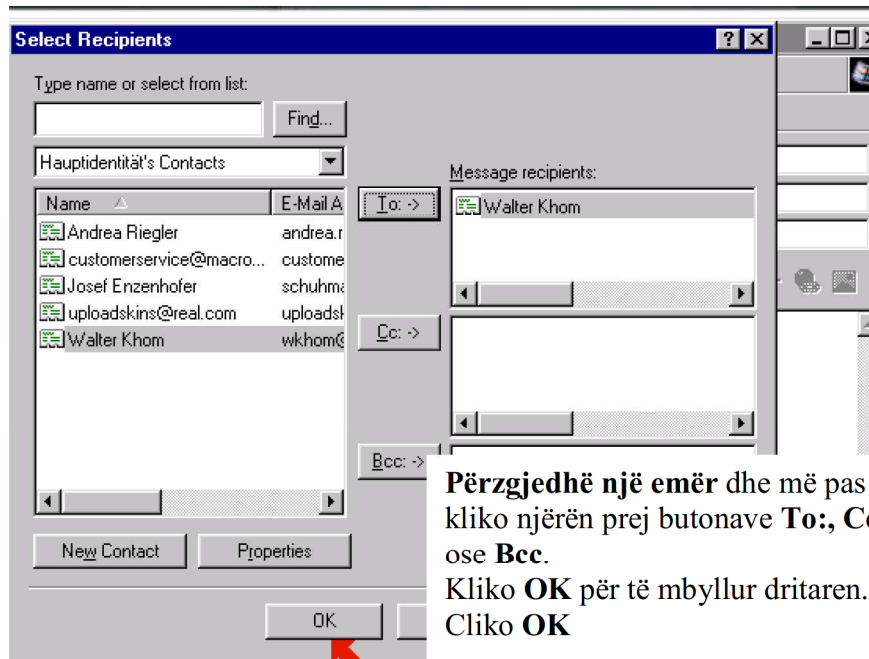 Select Recipients
Type name or select from list:
Find...
Hauptidentität's Contacts
Message recipients:
Name
E-Mail A
To: ->
Walter Khom
Andrea Riegler
andrea.r
customerservice@macro...
custome
Josef Enzenhofer
schuhma
uploadskins@real.com
uploadsk
Cc: ->
Walter Khom
wkhom@
Bcc: ->
Përzgjedhë një emër dhe më pas
kliko njërën prej butonave To:, Cc
ose Bcc.
Kliko OK për të mbyllur dritaren.
Cliko OK
New Contact
Properties
OK